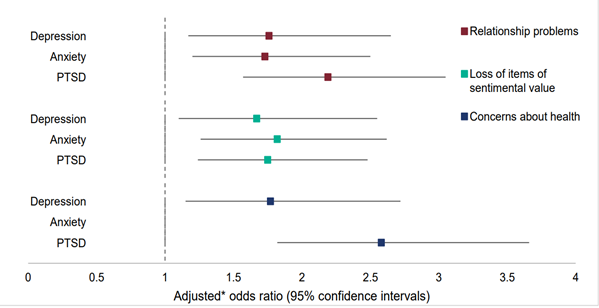 Depression
Anxiety
PTSD
Depression
Anxiety
PTSD
Depression
Anxiety
PTSD
Relationship problems
Loss of items of
sentimental value
Concerns about health
0 0.5 1 1.5 2 2.5 3 3.5 4
Adjusted* odds ratio (95% confidence intervals)